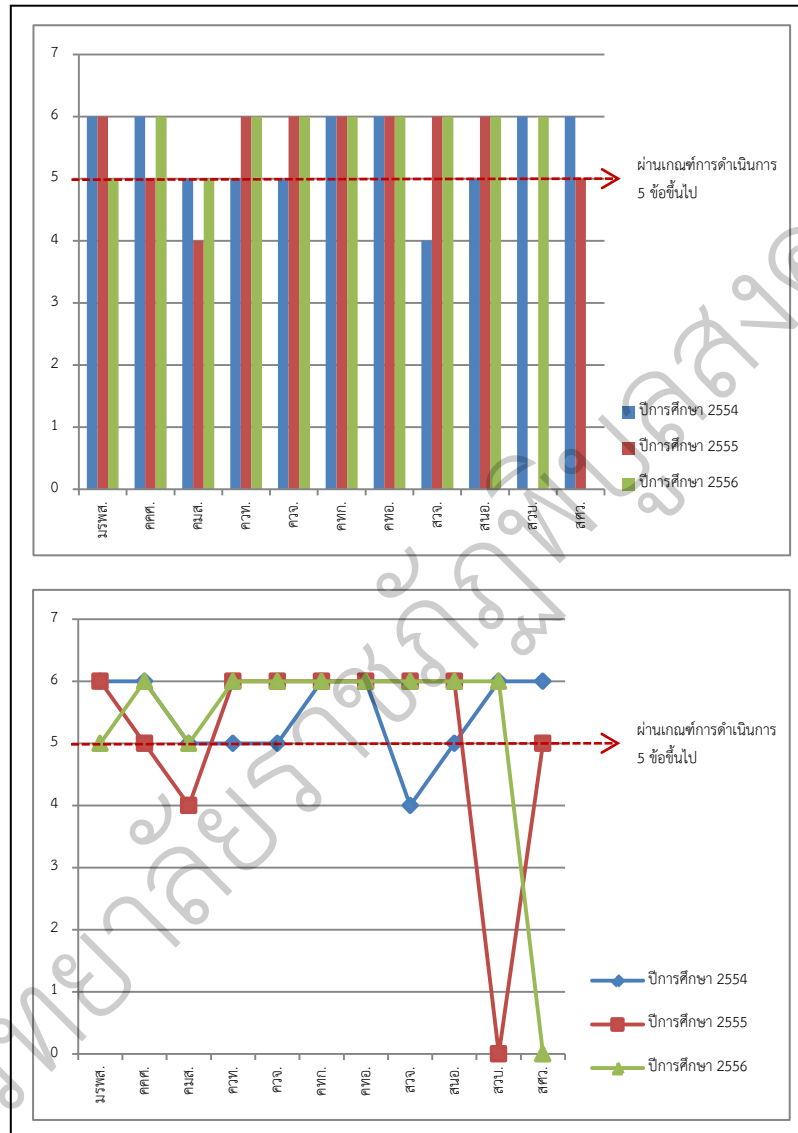 7
6
5
4
3
2
1
0
มรพส.
คคศ.
คมส.
ควท.
ควจ.
คทก.
คทอ.
สวจ.
สนอ.
สวบ.
สศว.
ผ่านเกณฑ์การดำเนินการ
5 ข้อขึ้นไป
ปีการศึกษา 2554
ปีการศึกษา 2555
ปีการศึกษา 2556
7
6
5
4
3
2
1
0
มรพส.
คคศ.
คมส.
ควท.
ควจ.
คทก.
คทอ.
สวจ.
สนอ.
สวบ.
สศว.
ผ่านเกณฑ์การดำเนินการ
5 ข้อขึ้นไป
ปีการศึกษา 2554
ปีการศึกษา 2555
ปีการศึกษา 2556